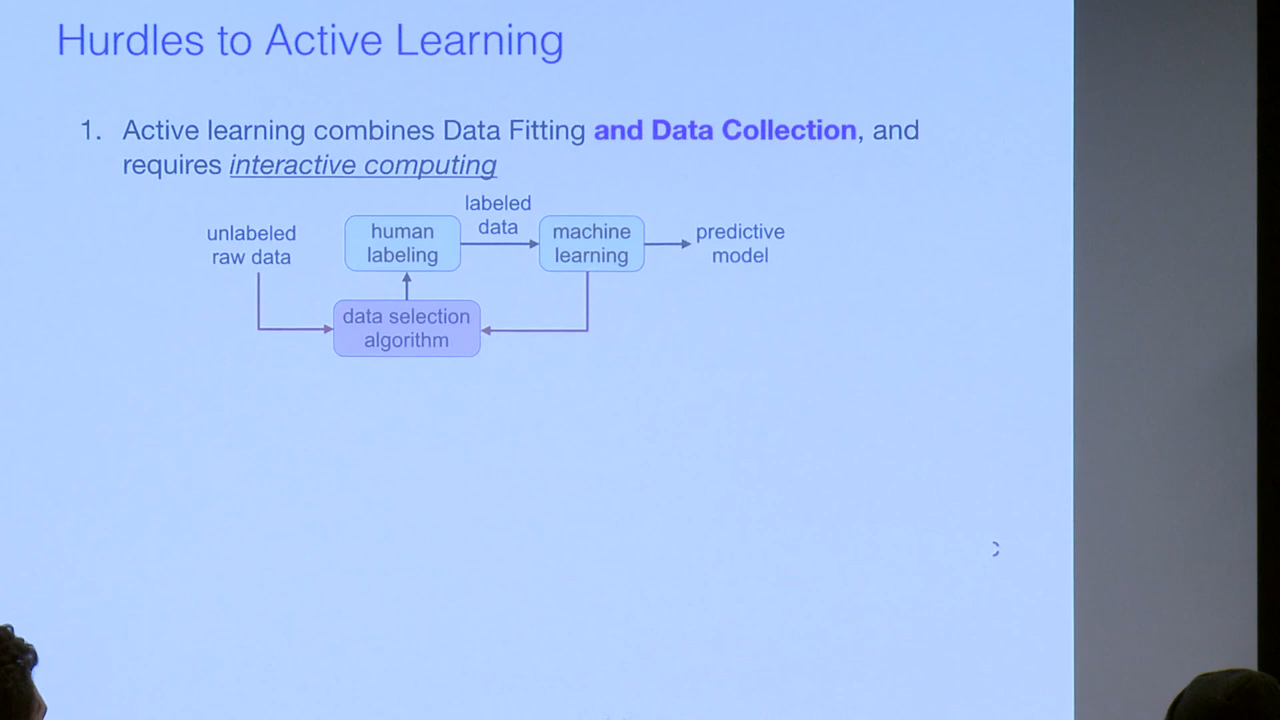 Hurdles to Active Learning
1. Active learning combines Data Fitting and Data Collection, and
requires interactive computing
unlabeled
raw data
human
labeling
labeled
data
machine
learning
predictive
model
data selection
algorithm